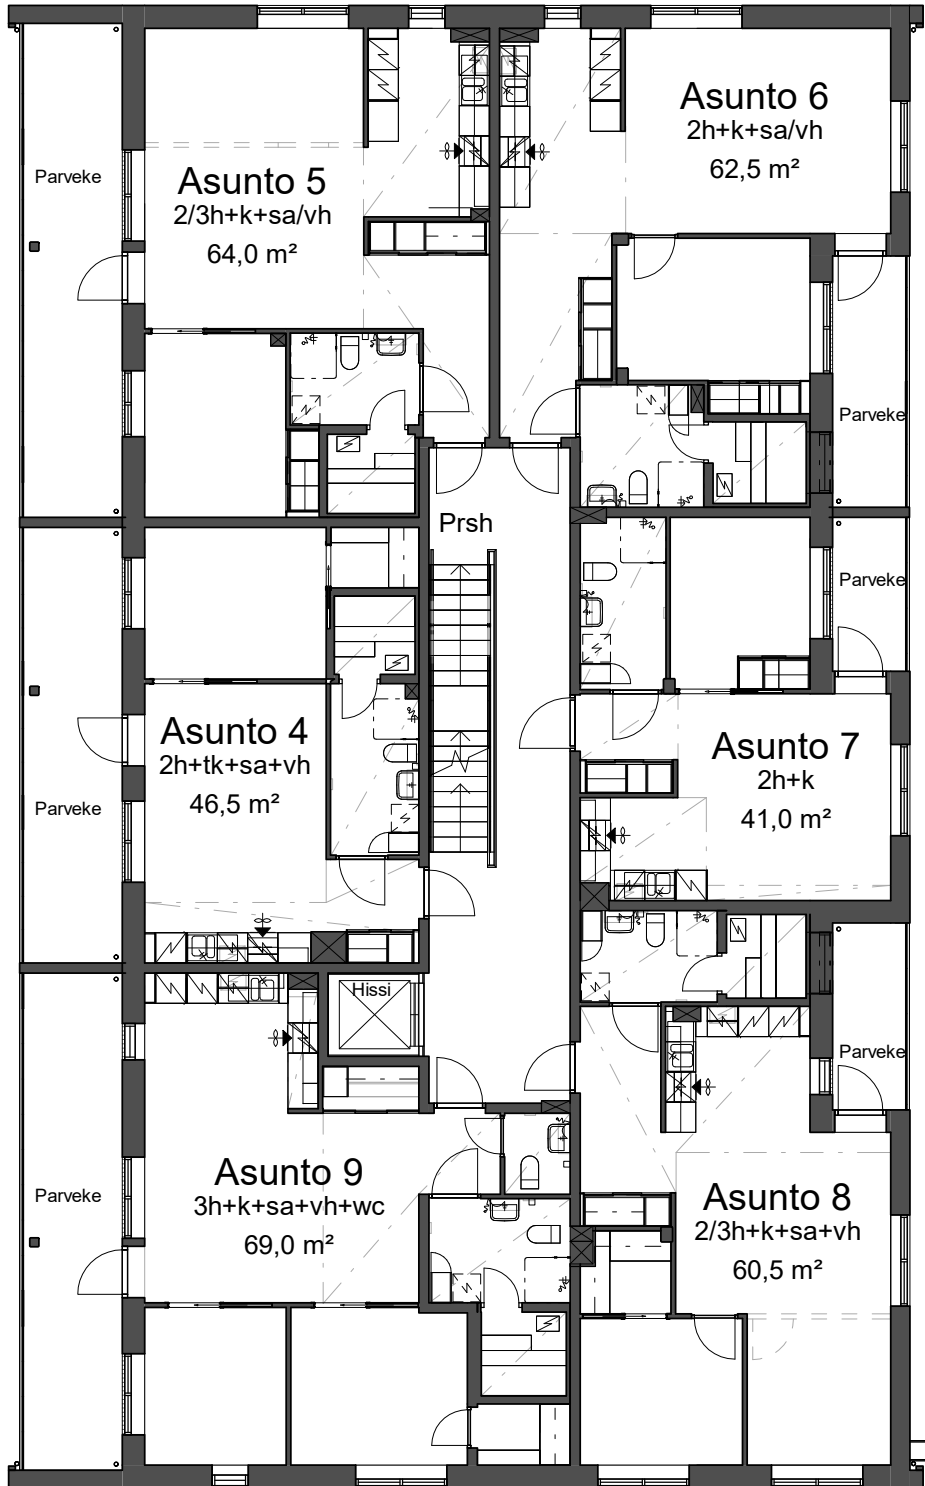 Asunto 6
2h+k+sa/vh
62,5 m²
Parveke
Asunto 5
2/3h+k+sa/vh
64,0 m²
Parveke
Prsh
Parveke
Asunto 4
2h+tk+sa+vh
46,5 m²
Parveke
Asunto 7
2h+k
41,0 m²
Hissi
Parveke
Asunto 9
3h+k+sa+vh+wc
69,0 m²
Parveke
Asunto 8
2/3h+k+sa+vh
60,5 m²